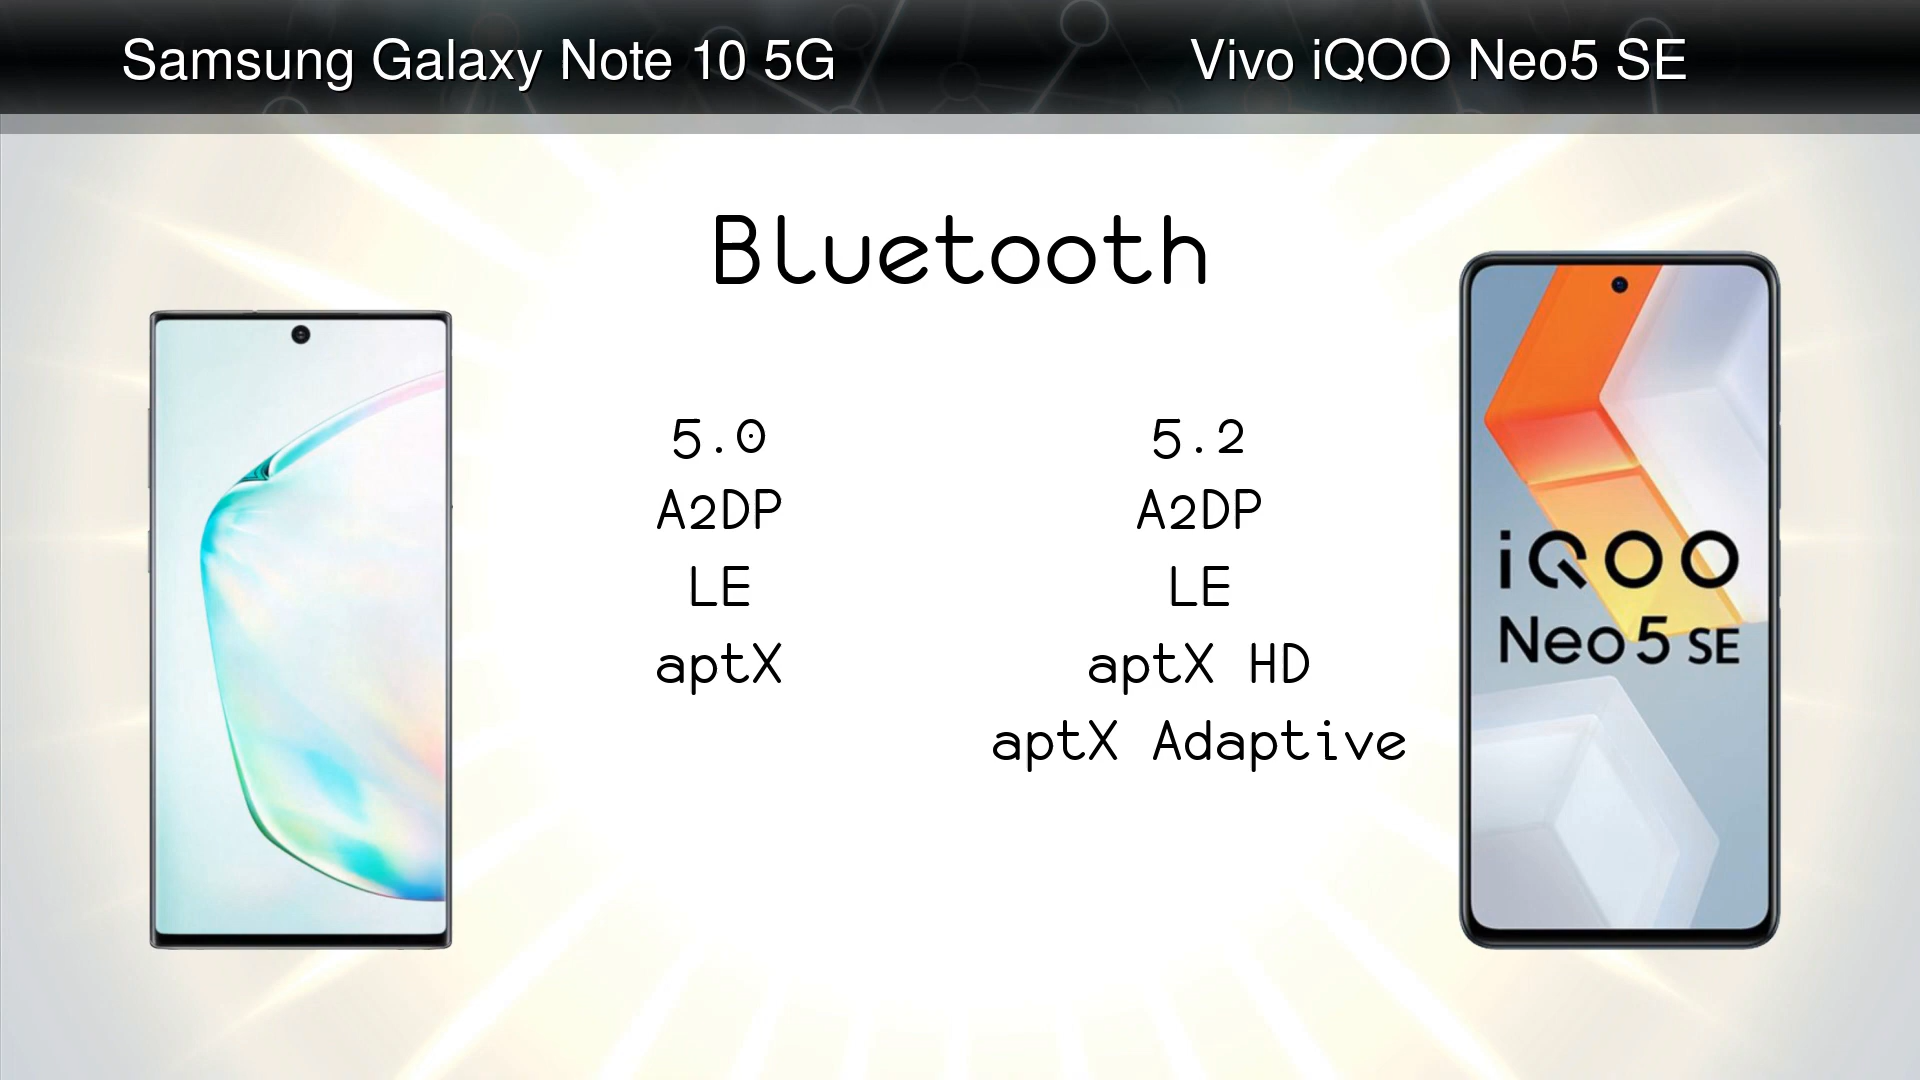 Samsung Galaxy Note 10 5G
Vivo iQOO Neo5 SE
Bluetooth
5.0
A2DP
LE
aptX
5.2
A2DP
LE
aptX HD
aptX Adaptive
iQOO
Neo5 SE